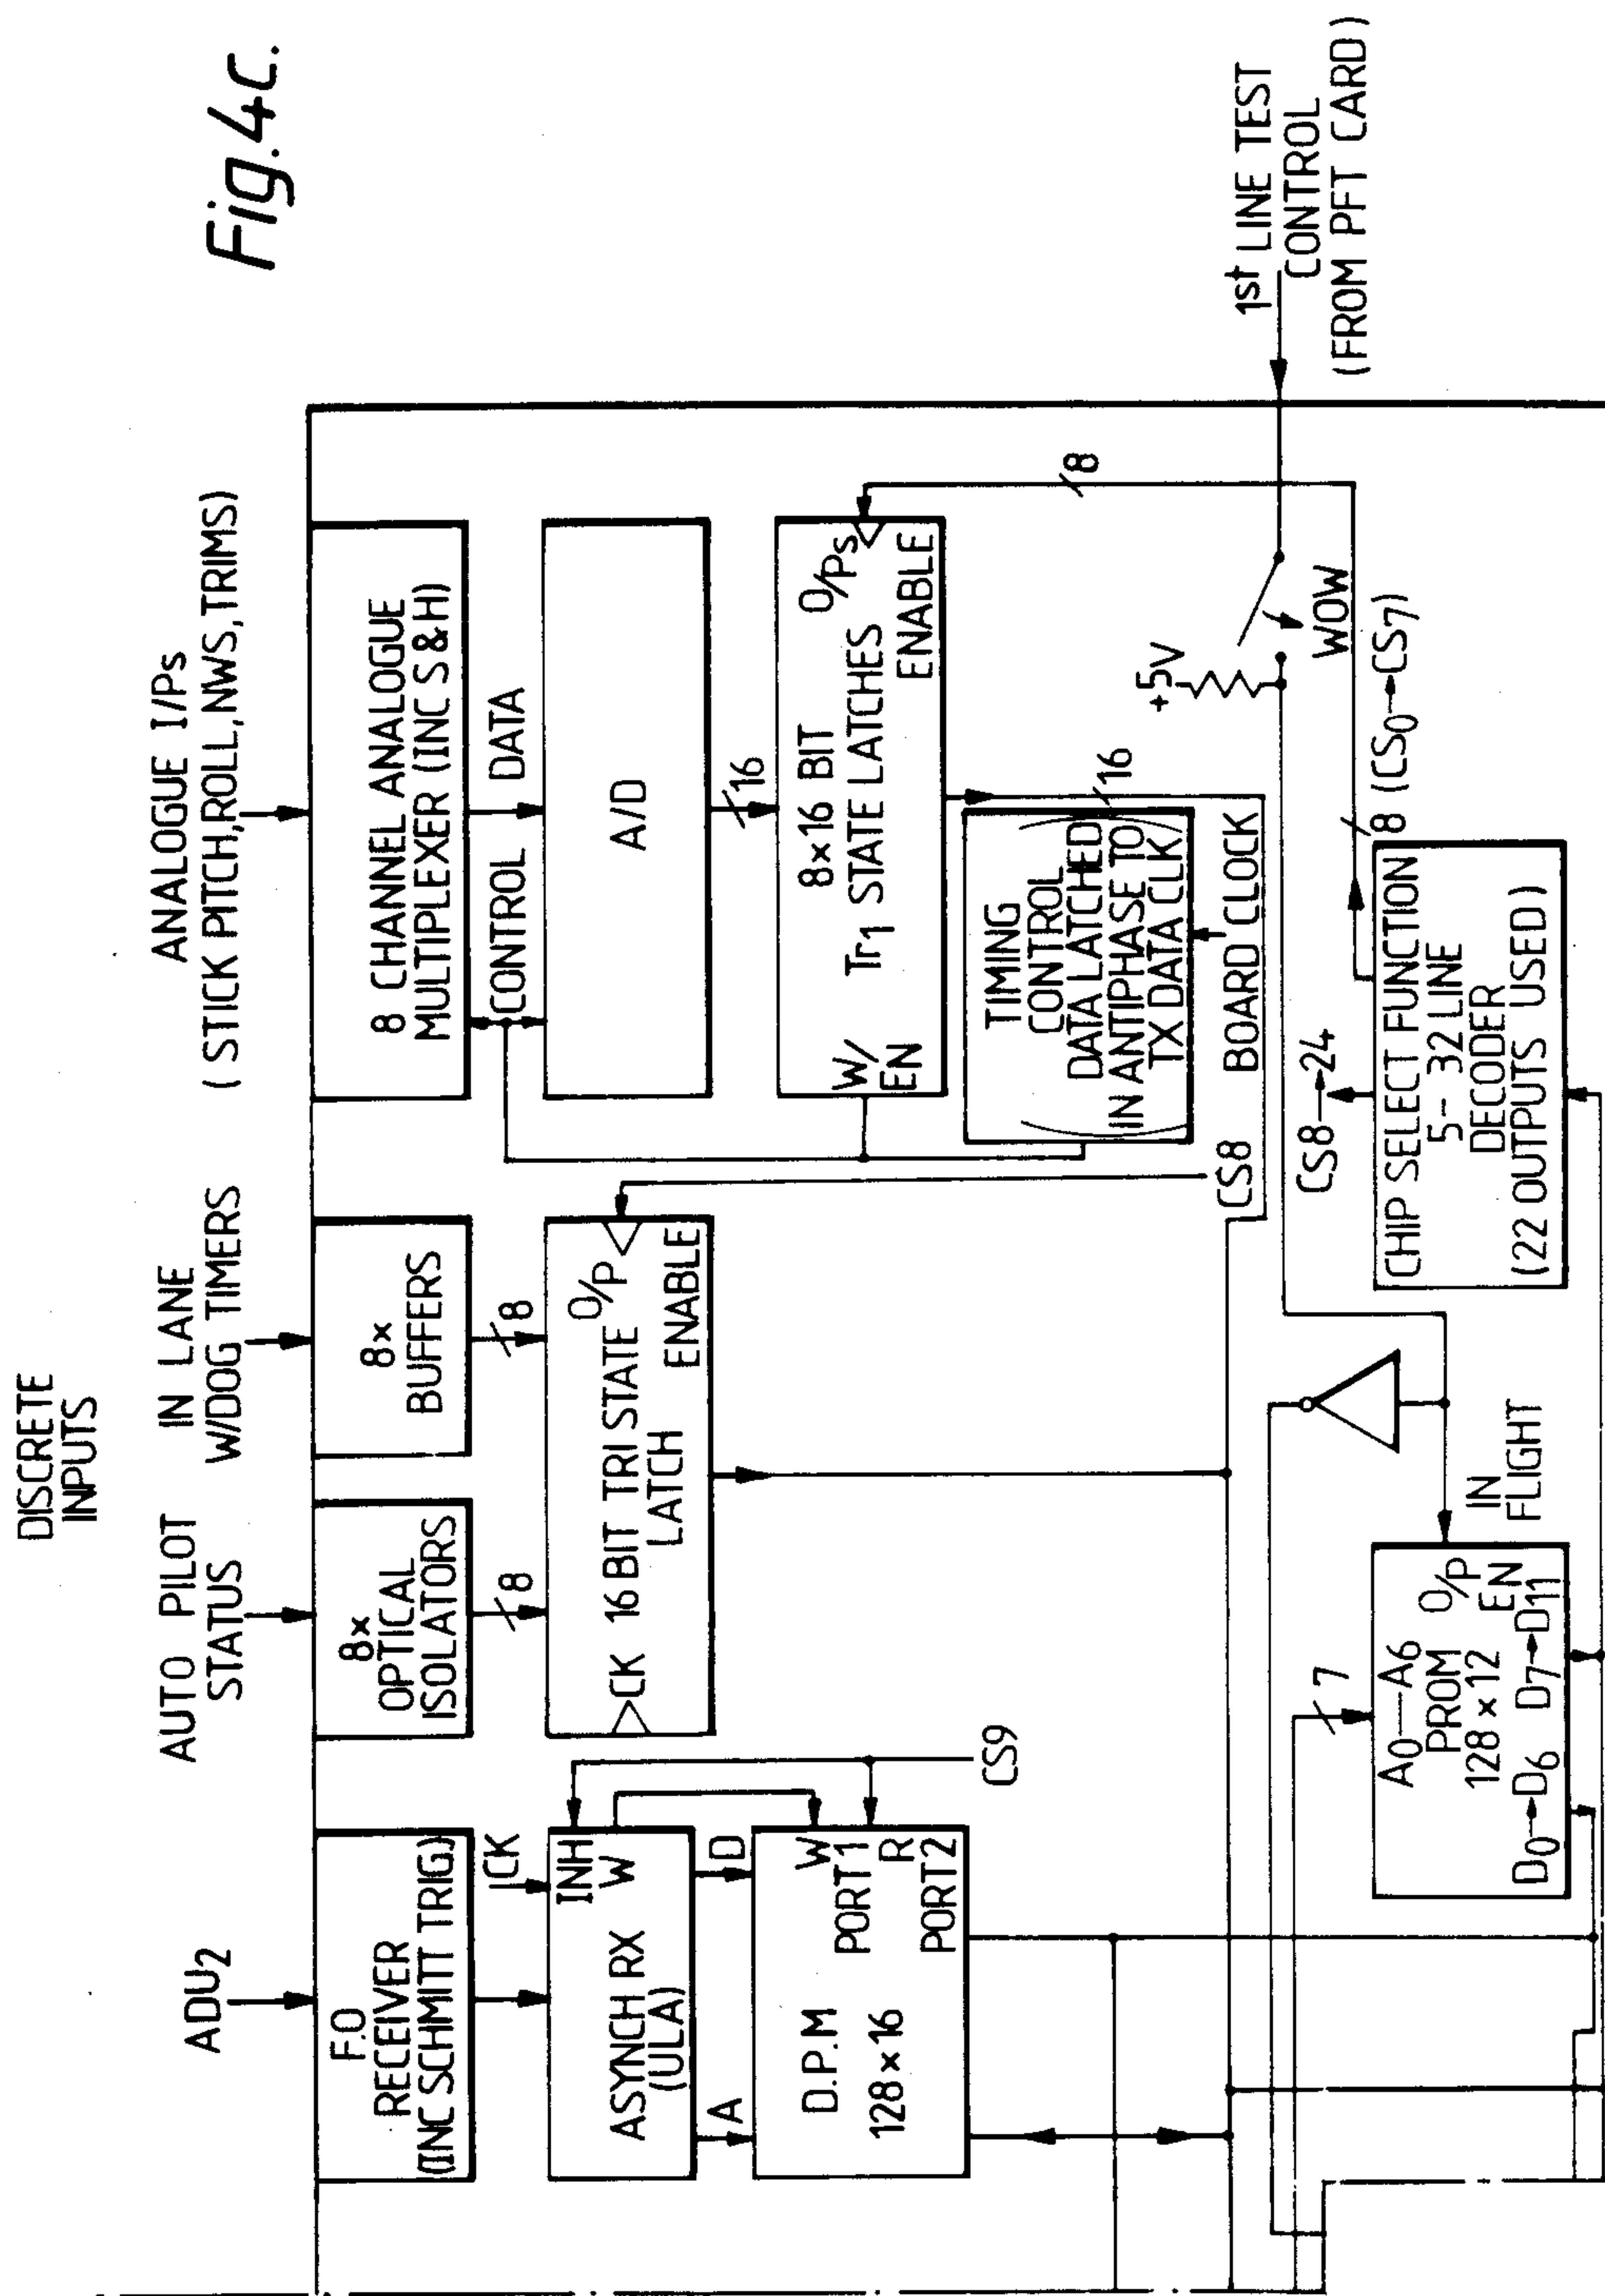 Fig.4c.
DISCRETE
INPUTS
ADU2
AUTO PILOT
STATUS
IN LANE
W/DOG TIMERS
ANALOGUE I/Ps
(STICK PITCH,ROLL,NWS,TRIMS)
F.O
RECEIVER
(INC SCHMITT TRIG.)
8×
OPTICAL
ISOLATORS
8×
BUFFERS
8 CHANNEL ANALOGUE
MULTIPLEXER (INC S&H)
CK
8
8
CONTROL
DATA
INH
W
ASYNCH RX
(ULA)
CK 16 BIT TRI STATE
LATCH
O/P
ENABLE
A/D
A
D
16
CS9
W
PORT1
R
PORT2
D.P.M
128×16
W/
EN
8×16 BIT
Tr1 STATE LATCHES
O/Ps
ENABLE
8
16
TIMING
CONTROL
DATA LATCHED
IN ANTIPHASE TO
TX DATA CLK
CS8
BOARD CLOCK
+5V
WOW
1st LINE TEST
CONTROL
(FROM PFT CARD)
CS8→24
8 (CS0→CS7)
7
IN
FLIGHT
A0—A6
PROM
128×12
O/P
EN
D0→D6 D7→D11
CHIP SELECT FUNCTION
5- 32 LINE
DECODER
(22 OUTPUTS USED)